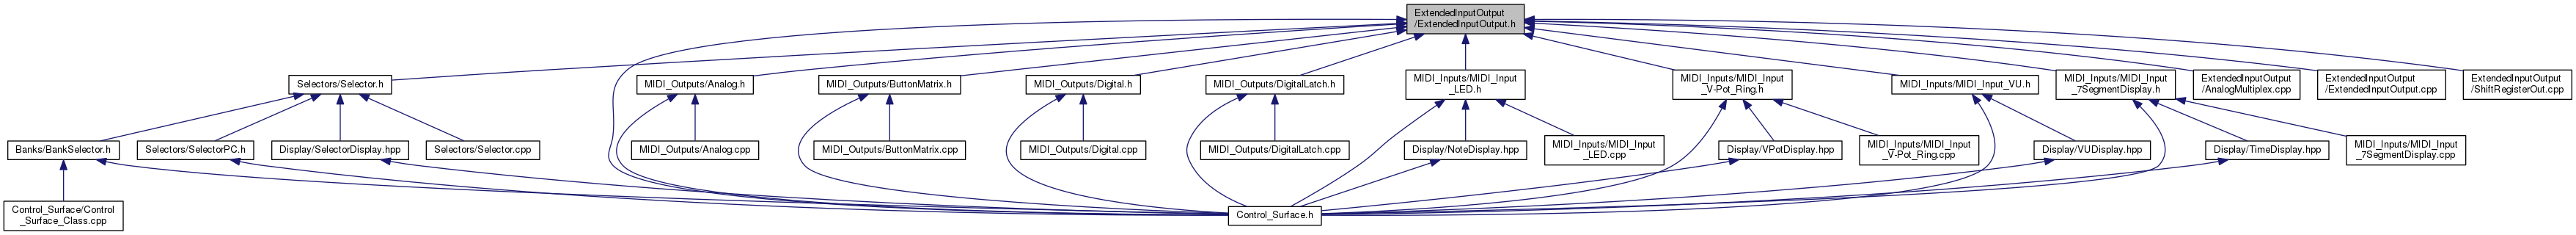 ExtendedInputOutput
/ExtendedInputOutput.h
Selectors/Selector.h
MIDI_Outputs/Analog.h
MIDI_Outputs/ButtonMatrix.h
MIDI_Outputs/Digital.h
MIDI_Outputs/DigitalLatch.h
MIDI_Inputs/MIDI_Input
_LED.h
MIDI_Inputs/MIDI_Input
_V-Pot_Ring.h
MIDI_Inputs/MIDI_Input_VU.h
MIDI_Inputs/MIDI_Input
_7SegmentDisplay.h
ExtendedInputOutput
/AnalogMultiplex.cpp
ExtendedInputOutput
/ExtendedInputOutput.cpp
ExtendedInputOutput
/ShiftRegisterOut.cpp
Banks/BankSelector.h
Selectors/SelectorPC.h
Display/SelectorDisplay.hpp
Selectors/Selector.cpp
MIDI_Outputs/Analog.cpp
MIDI_Outputs/ButtonMatrix.cpp
MIDI_Outputs/Digital.cpp
MIDI_Outputs/DigitalLatch.cpp
Display/NoteDisplay.hpp
MIDI_Inputs/MIDI_Input
_LED.cpp
Display/VPotDisplay.hpp
MIDI_Inputs/MIDI_Input
_V-Pot_Ring.cpp
Display/VUDisplay.hpp
Display/TimeDisplay.hpp
MIDI_Inputs/MIDI_Input
_7SegmentDisplay.cpp
Control_Surface/Control
_Surface_Class.cpp
Control_Surface.h